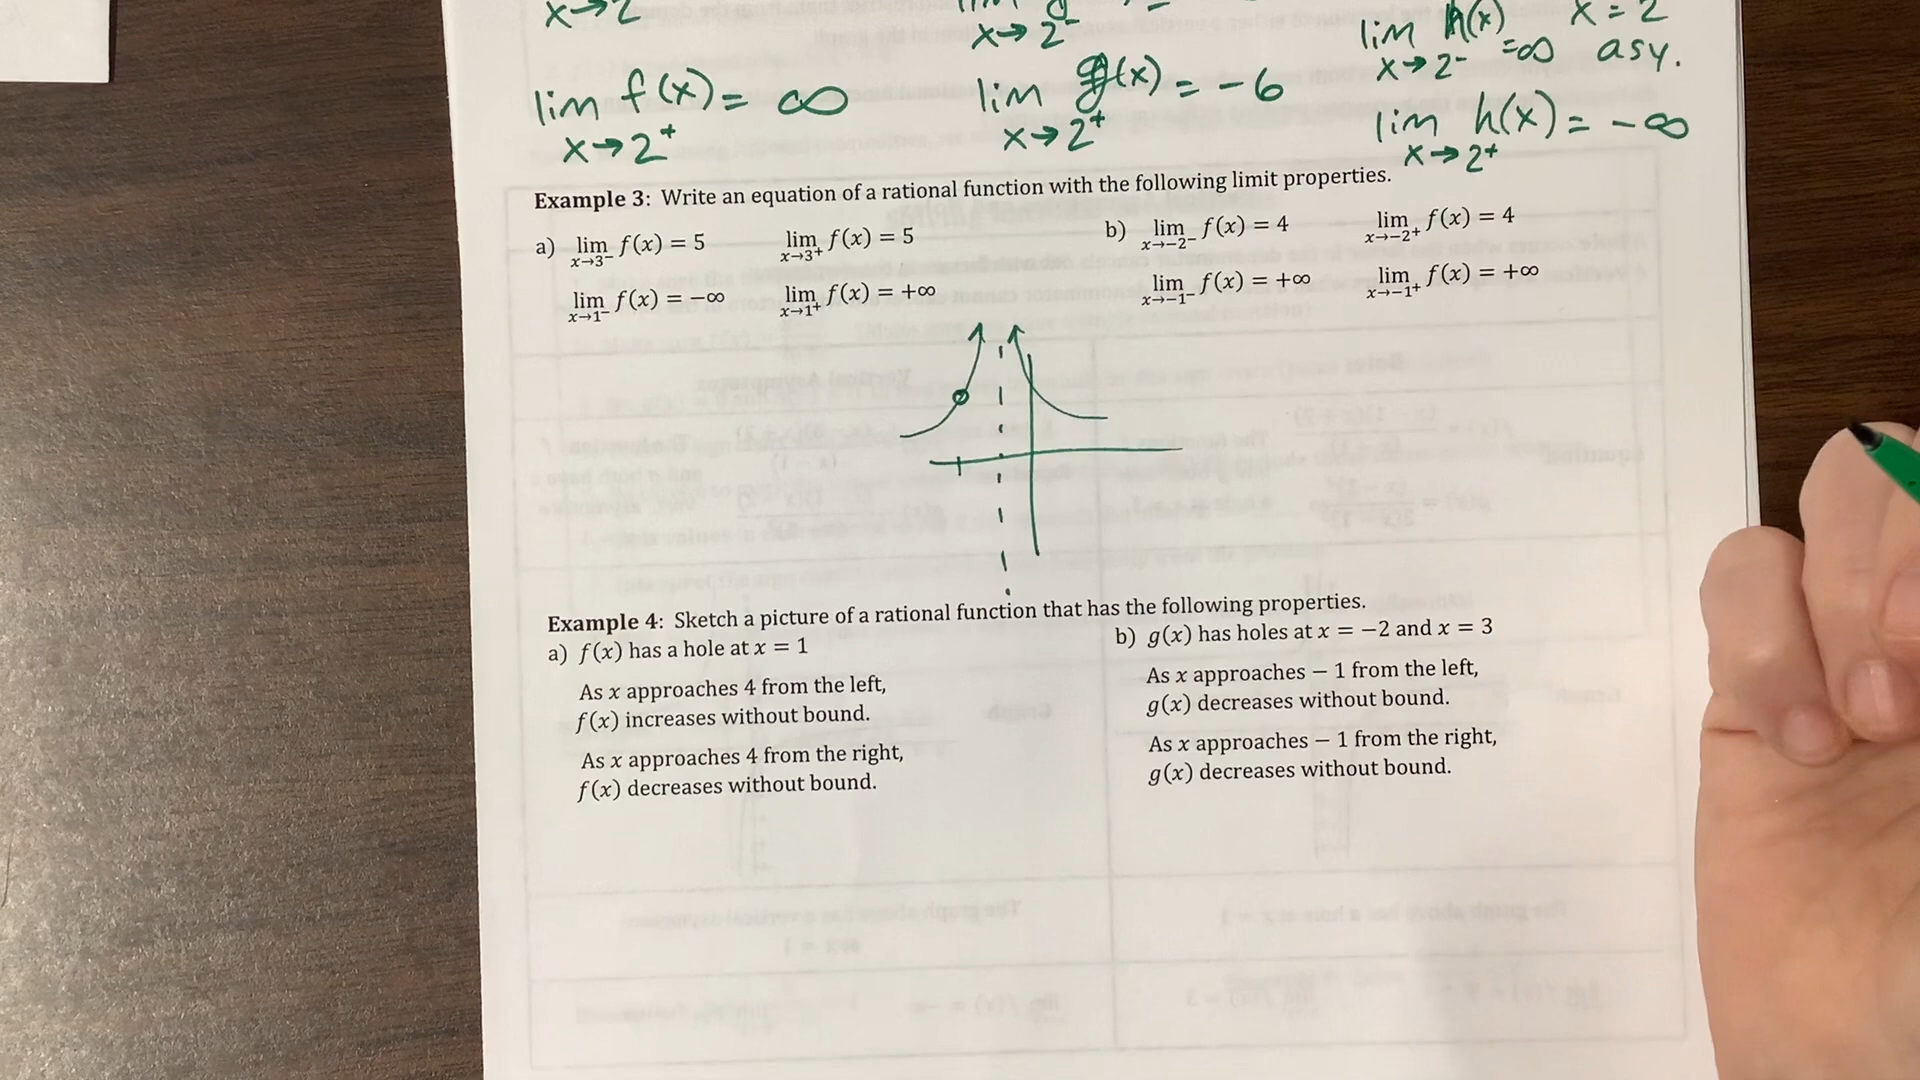 x→2
x→2⁻
lim h(x) = ∞ x = 2
x→2⁻ asy.
lim f(x) = ∞
x→2⁺
lim g(x) = -6
x→2⁺
lim h(x) = -∞
x→2⁺
Example 3: Write an equation of a rational function with the following limit properties.
a) lim x→3⁻ f(x) = 5 lim x→3⁺ f(x) = 5
lim x→1⁻ f(x) = −∞ lim x→1⁺ f(x) = +∞
b) lim x→−2⁻ f(x) = 4 lim x→−2⁺ f(x) = 4
lim x→−1⁻ f(x) = +∞ lim x→−1⁺ f(x) = +∞
Example 4: Sketch a picture of a rational function that has the following properties.
a) f(x) has a hole at x = 1
As x approaches 4 from the left,
f(x) increases without bound.
As x approaches 4 from the right,
f(x) decreases without bound.
b) g(x) has holes at x = −2 and x = 3
As x approaches − 1 from the left,
g(x) decreases without bound.
As x approaches − 1 from the right,
g(x) decreases without bound.